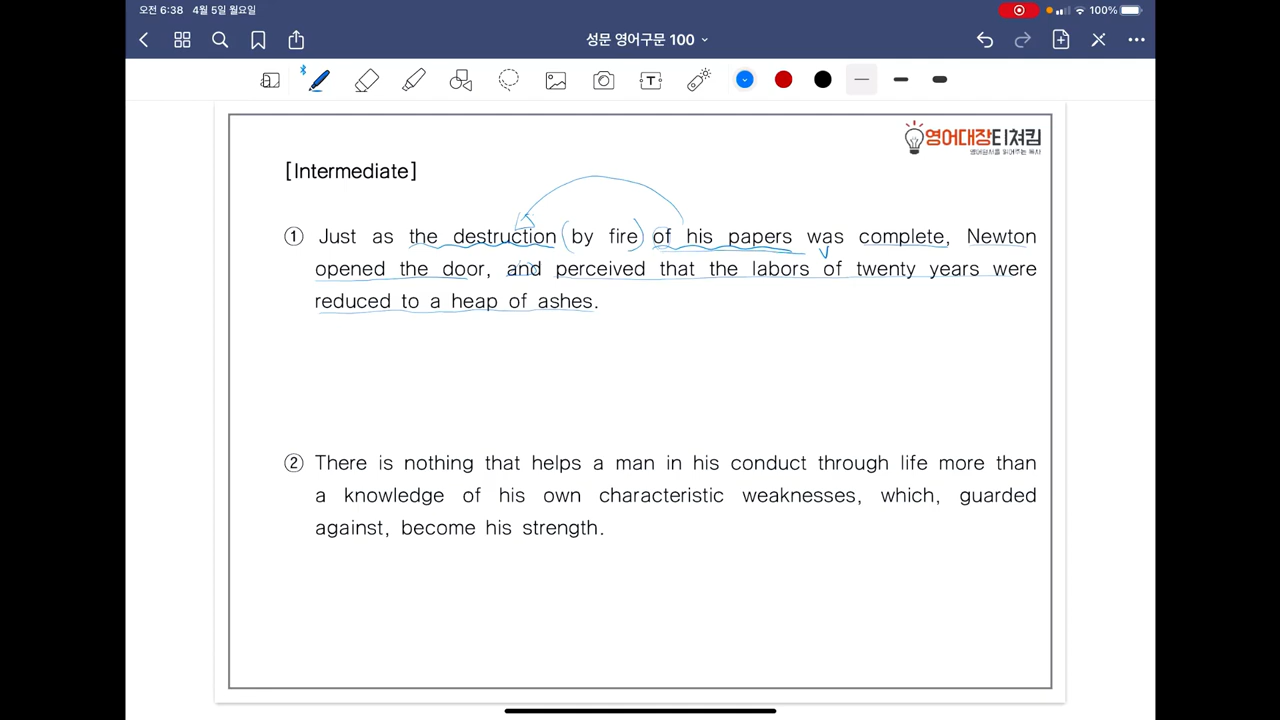 오전 6:38 4월 5일 월요일
100%
성문 영어구문 100
영어대장티쳐킴
[Intermediate]
① Just as the destruction (by fire) of his papers was complete, Newton
opened the door, and perceived that the labors of twenty years were
reduced to a heap of ashes.
② There is nothing that helps a man in his conduct through life more than
a knowledge of his own characteristic weaknesses, which, guarded
against, become his strength.